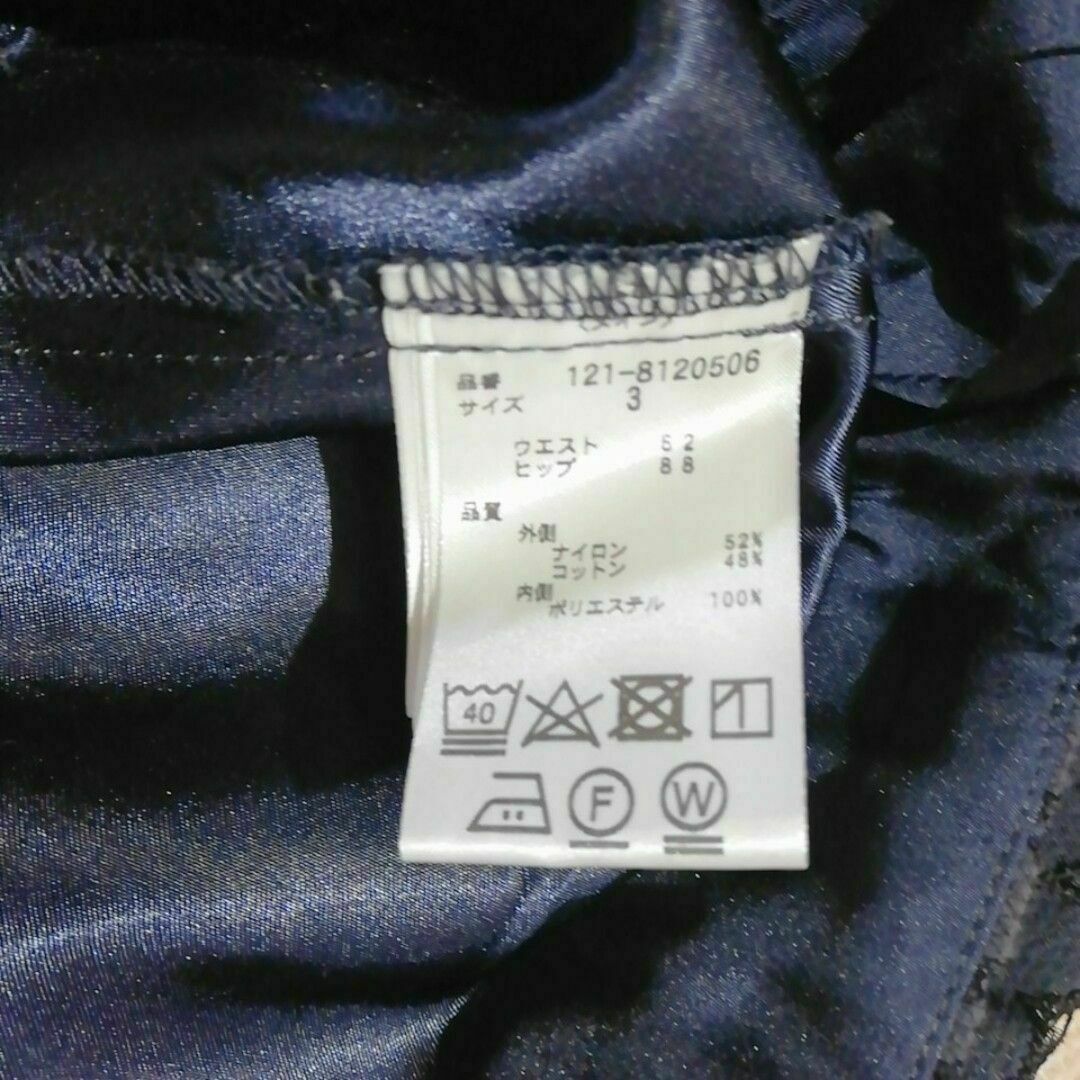 品番 121-8120506
サイズ 3
ウエスト 62
ヒップ 88
品質
外側
ナイロン 52%
コットン 48%
内側
ポリエステル 100%
40
F W